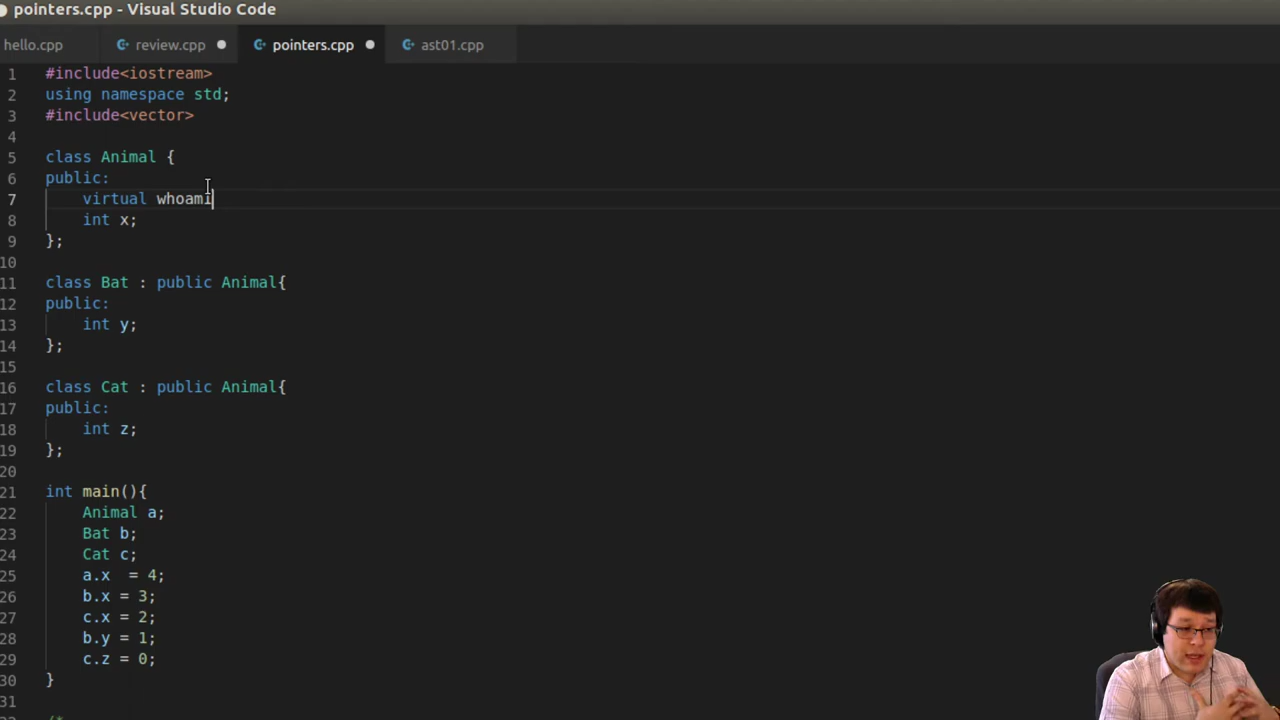 pointers.cpp - Visual Studio Code
hello.cpp review.cpp pointers.cpp ast01.cpp
1 #include<iostream>
2 using namespace std;
3 #include<vector>
4
5 class Animal {
6 public:
7 virtual whoami
8 int x;
9 };
10
11 class Bat : public Animal{
12 public:
13 int y;
14 };
15
16 class Cat : public Animal{
17 public:
18 int z;
19 };
20
21 int main(){
22 Animal a;
23 Bat b;
24 Cat c;
25 a.x  = 4;
26 b.x = 3;
27 c.x = 2;
28 b.y = 1;
29 c.z = 0;
30 }
31
/*